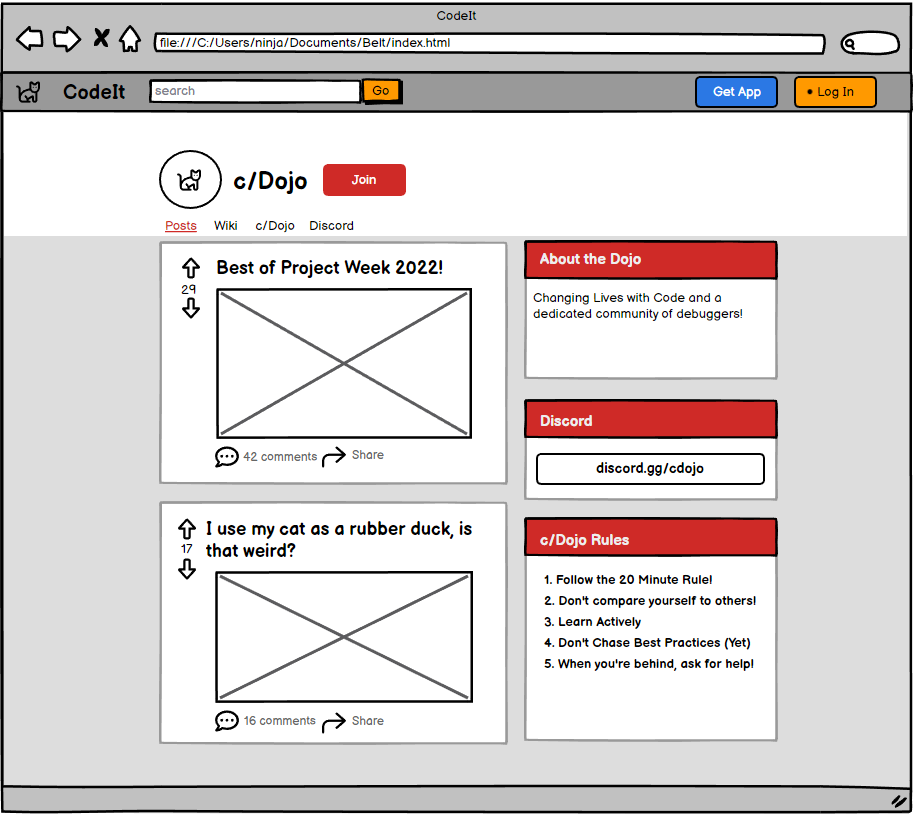 CodeIt
file:///C:/Users/ninja/Documents/Belt/index.html
CodeIt
search
Go
Get App
• Log In
c/Dojo
Join
Posts Wiki c/Dojo Discord
Best of Project Week 2022!
29
42 comments
Share
I use my cat as a rubber duck, is
that weird?
17
16 comments
Share
About the Dojo
Changing Lives with Code and a
dedicated community of debuggers!
Discord
discord.gg/cdojo
c/Dojo Rules
1. Follow the 20 Minute Rule!
2. Don't compare yourself to others!
3. Learn Actively
4. Don't Chase Best Practices (Yet)
5. When you're behind, ask for help!